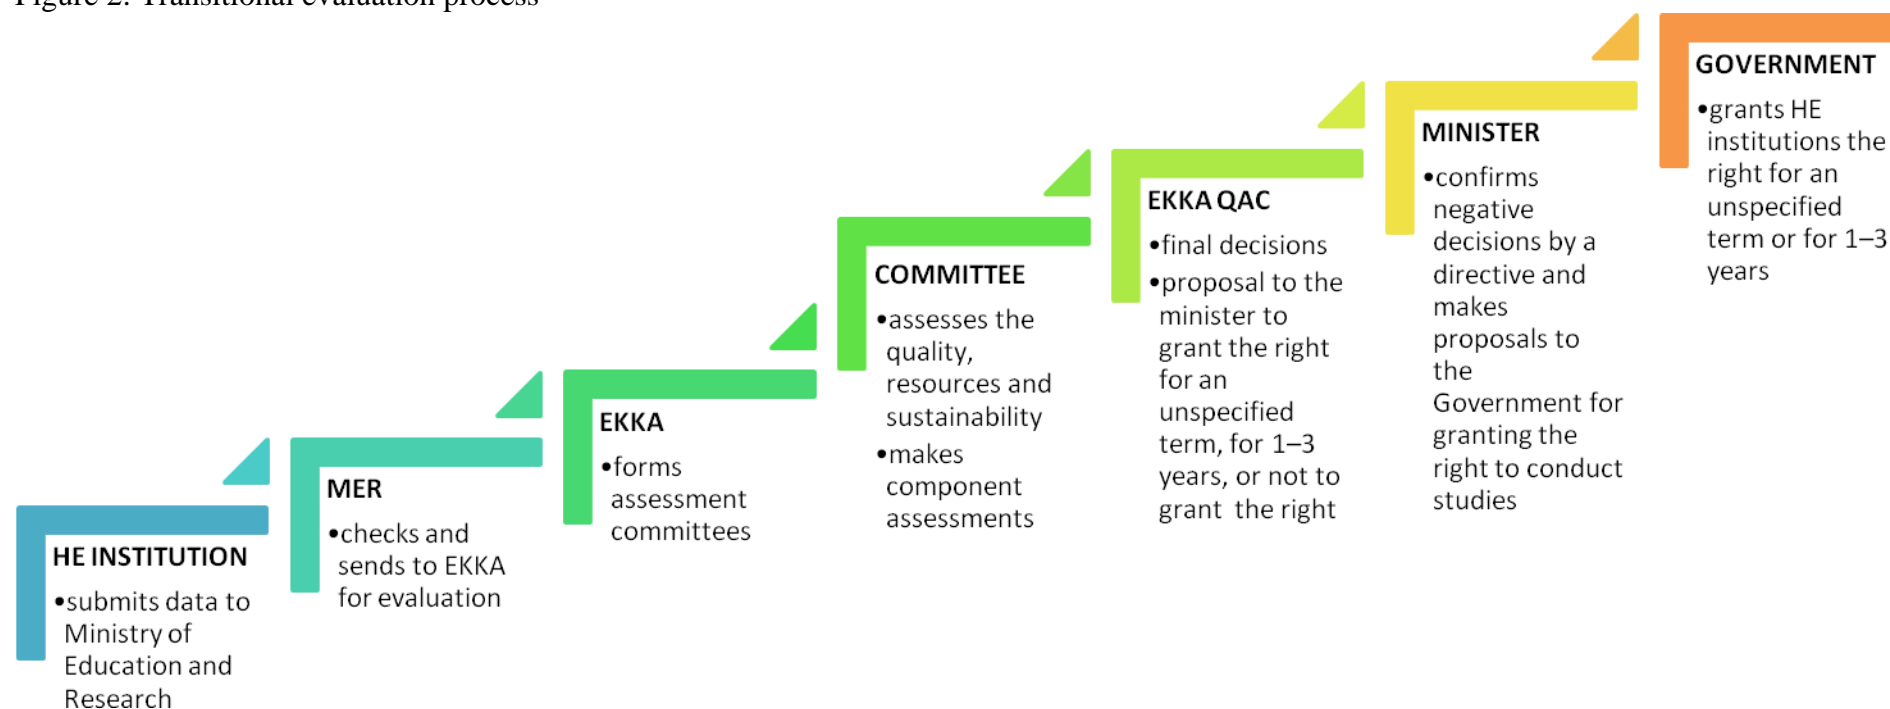 Figure 2. Transitional evaluation process
HE INSTITUTION
•submits data to
Ministry of
Education and
Research
MER
•checks and
sends to EKKA
for evaluation
EKKA
•forms
assessment
committees
COMMITTEE
•assesses the
quality,
resources and
sustainability
•makes
component
assessments
EKKA QAC
•final decisions
•proposal to the
minister to
grant the right
for an
unspecified
term, for 1–3
years, or not to
grant the right
MINISTER
•confirms
negative
decisions by a
directive and
makes
proposals to
the
Government for
granting the
right to conduct
studies
GOVERNMENT
•grants HE
institutions the
right for an
unspecified
term or for 1–3
years